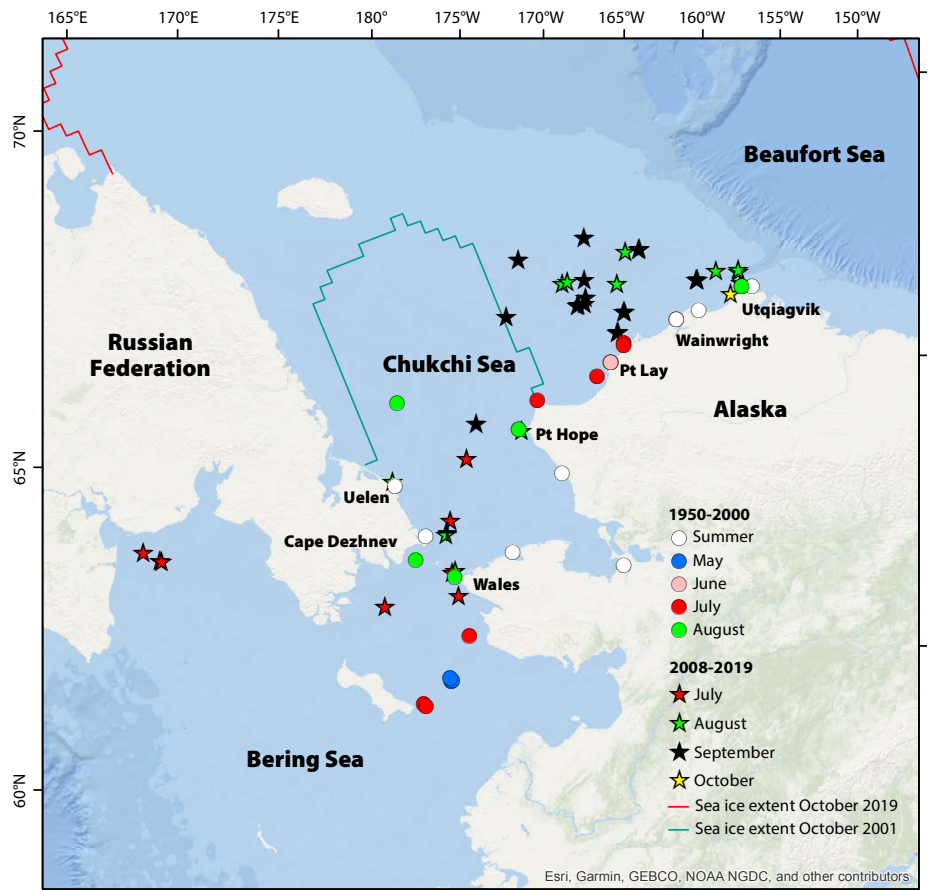 165°E
170°E
180°
175°W
170°W
165°W
160°W
155°W
150°W
70°N
65°N
60°N
Beaufort Sea
Russian
Federation
Chukchi Sea
Utqiagvik
Wainwright
Pt Lay
Alaska
Pt Hope
Uelen
Cape Dezhnev
Wales
Bering Sea
1950-2000
Summer
May
June
July
August
2008-2019
July
August
September
October
Sea ice extent October 2019
Sea ice extent October 2001
Esri, Garmin, GEBCO, NOAA NGDC, and other contributors